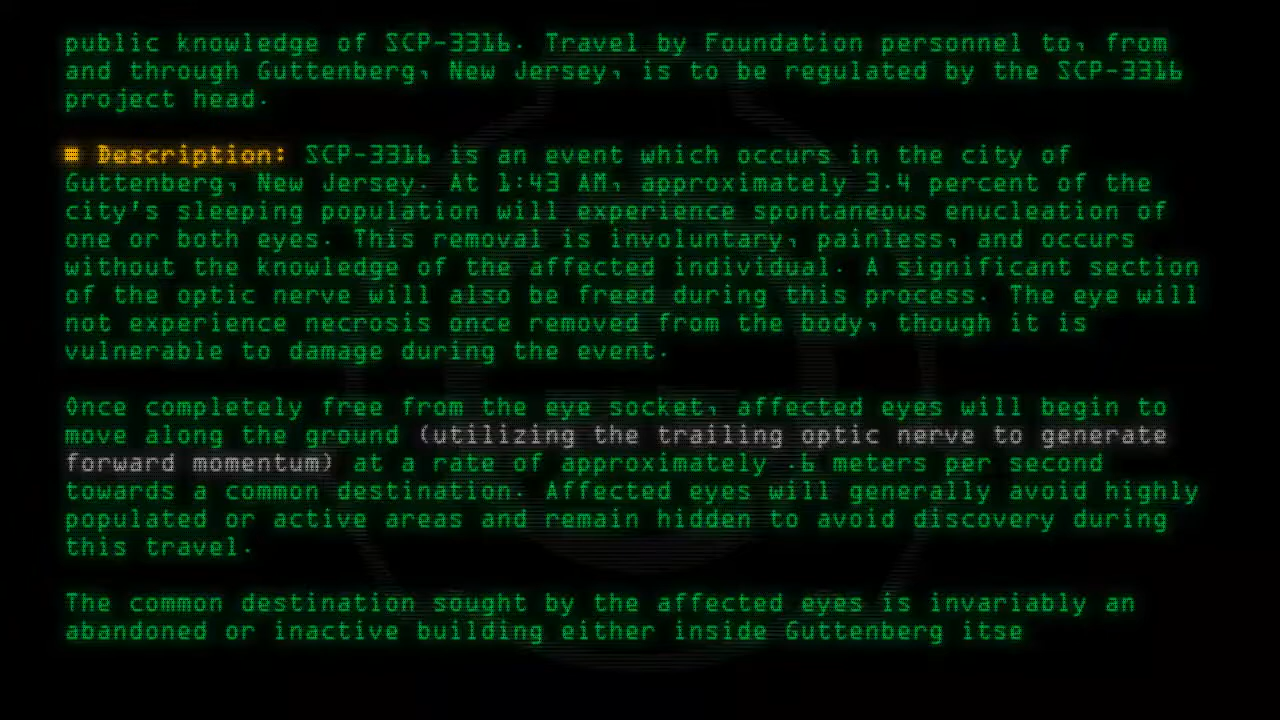 public knowledge of SCP-3316. Travel by Foundation personnel to, from
and through Guttenberg, New Jersey, is to be regulated by the SCP-3316
project head.
■ Description: SCP-3316 is an event which occurs in the city of
Guttenberg, New Jersey. At 1:43 AM, approximately 3.4 percent of the
city's sleeping population will experience spontaneous enucleation of
one or both eyes. This removal is involuntary, painless, and occurs
without the knowledge of the affected individual. A significant section
of the optic nerve will also be freed during this process. The eye will
not experience necrosis once removed from the body, though it is
vulnerable to damage during the event.
Once completely free from the eye socket, affected eyes will begin to
move along the ground (utilizing the trailing optic nerve to generate
forward momentum) at a rate of approximately .6 meters per second
towards a common destination. Affected eyes will generally avoid highly
populated or active areas and remain hidden to avoid discovery during
this travel.
The common destination sought by the affected eyes is invariably an
abandoned or inactive building either inside Guttenberg itse